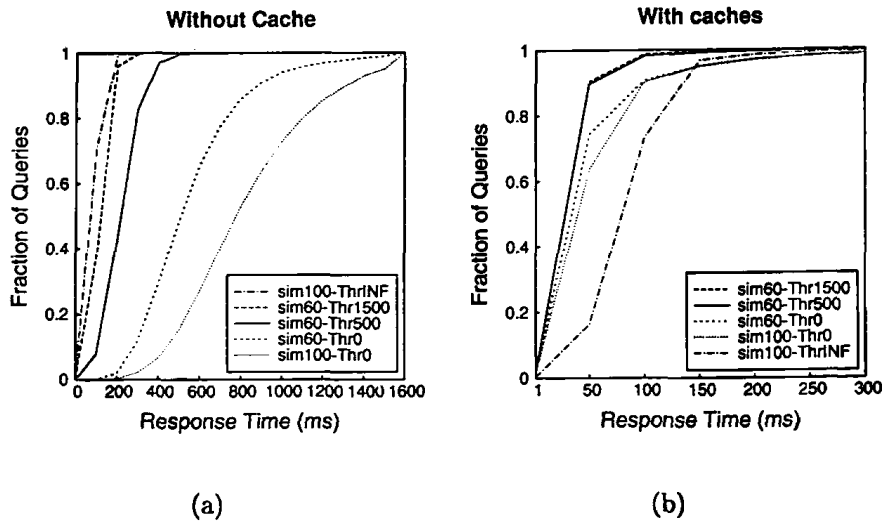 Without Cache
Fraction of Queries
1
0.8
0.6
0.4
0.2
0
sim100-ThrINF
sim60-Thr1500
sim60-Thr500
sim60-Thr0
sim100-Thr0
0 200 400 600 800 1000 1200 1400 1600
Response Time (ms)
(a)
With caches
Fraction of Queries
1
0.8
0.6
0.4
0.2
0
sim60-Thr1500
sim60-Thr500
sim60-Thr0
sim100-Thr0
sim100-ThrINF
1 50 100 150 200 250 300
Response Time (ms)
(b)